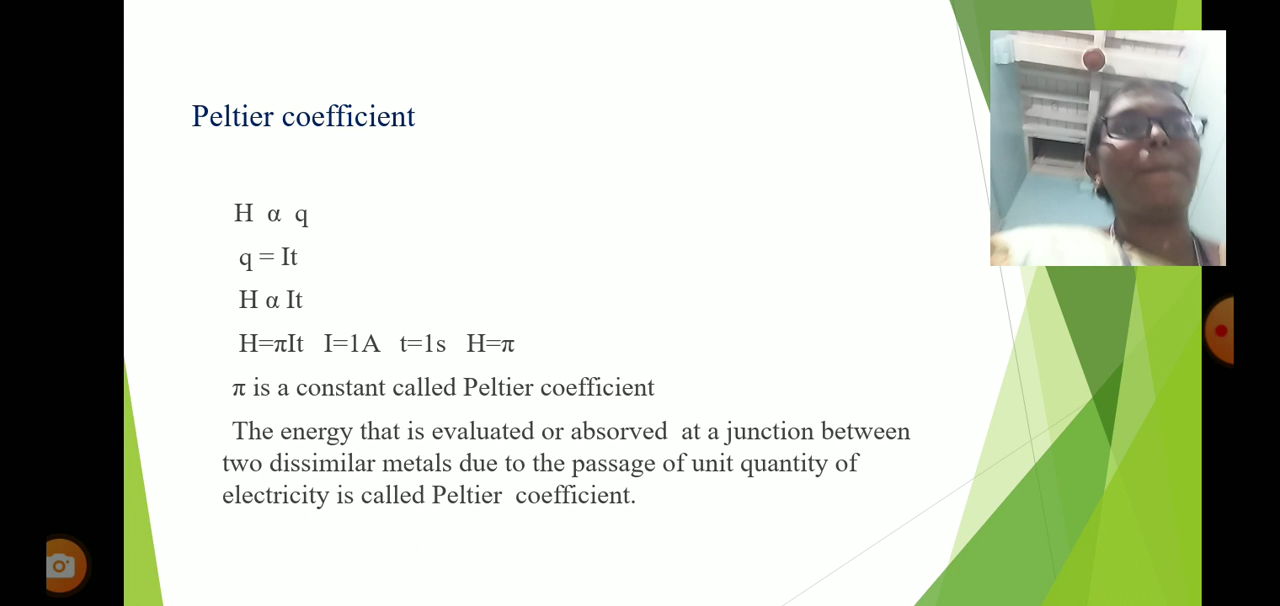 Peltier coefficient
H α q
q = It
H α It
H=πIt I=1A t=1s H=π
π is a constant called Peltier coefficient
The energy that is evaluated or absorved at a junction between
two dissimilar metals due to the passage of unit quantity of
electricity is called Peltier coefficient.